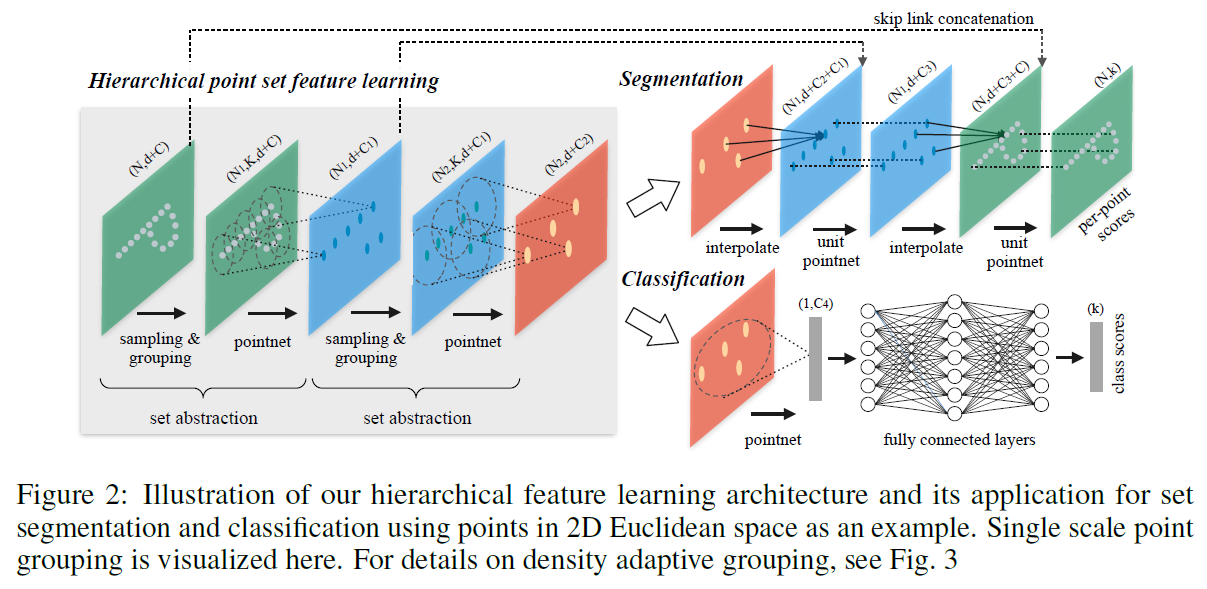 skip link concatenation
Hierarchical point set feature learning
(N,d+C)
(N1,K,d+C)
(N1,d+C1)
(N2,K,d+C1)
(N2,d+C2)
sampling &
grouping
pointnet
sampling &
grouping
pointnet
set abstraction
set abstraction
Segmentation
(N1,d+C2+C1)
(N1,d+C3)
(N,d+C3+C)
(N,k)
per-point
scores
interpolate
unit
pointnet
interpolate
unit
pointnet
Classification
(1,C4)
(k)
class scores
pointnet
fully connected layers
Figure 2: Illustration of our hierarchical feature learning architecture and its application for set
segmentation and classification using points in 2D Euclidean space as an example. Single scale point
grouping is visualized here. For details on density adaptive grouping, see Fig. 3